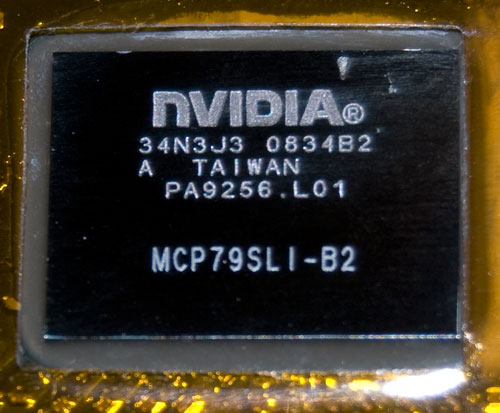 NVIDIA®
34N3J3 0834B2
A TAIWAN
PA9256.L01
MCP79SLI-B2